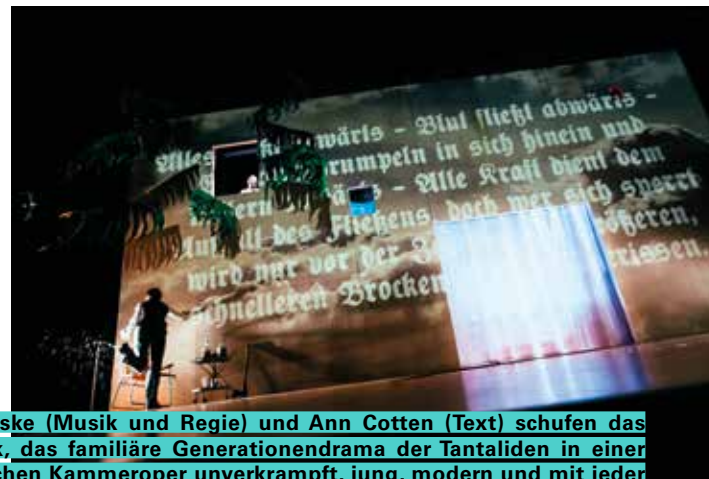 Alles wärts - Blut fließt abwärts -
rumpeln in sich hinein und
- Alle Kraft dient dem
des Fließens, doch wer sich sperrt
wird nur vor der größeren,
schnelleren Brocken
ske (Musik und Regie) und Ann Cotten (Text) schufen das
k, das familiäre Generationendrama der Tantaliden in einer
chen Kammeroper unverkrampft, jung, modern und mit jeder